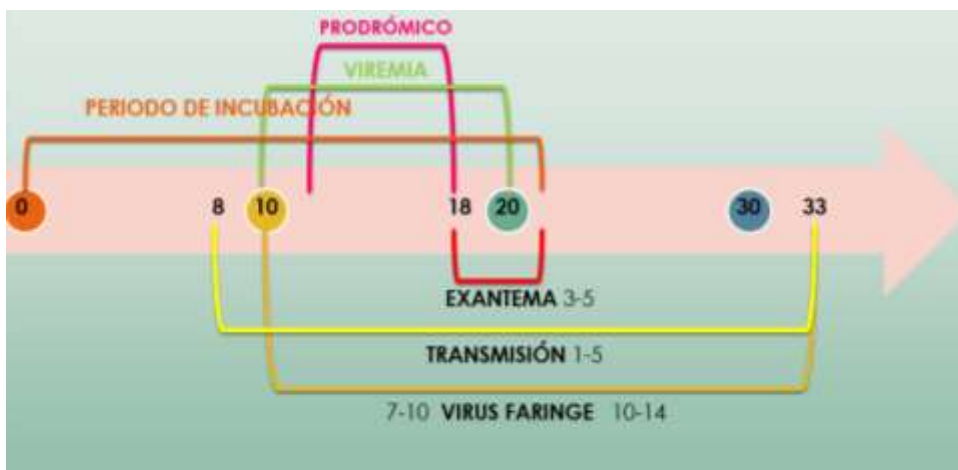 PRODRÓMICO
VIREMIA
PERIODO DE INCUBACIÓN
0 8 10 18 20 30 33
EXANTEMA 3-5
TRANSMISIÓN 1-5
7-10 VIRUS FARINGE 10-14